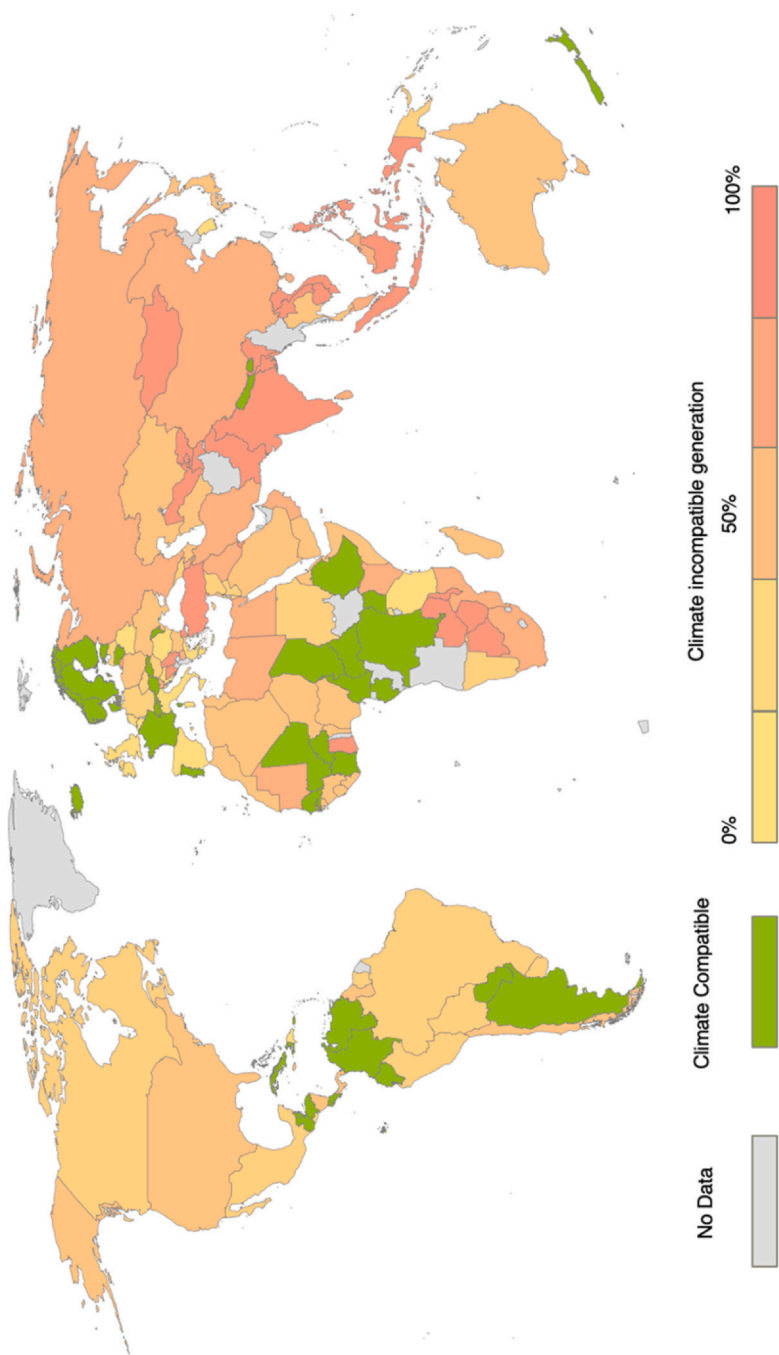 No Data
Climate Compatible
Climate incompatible generation
0%
50%
100%